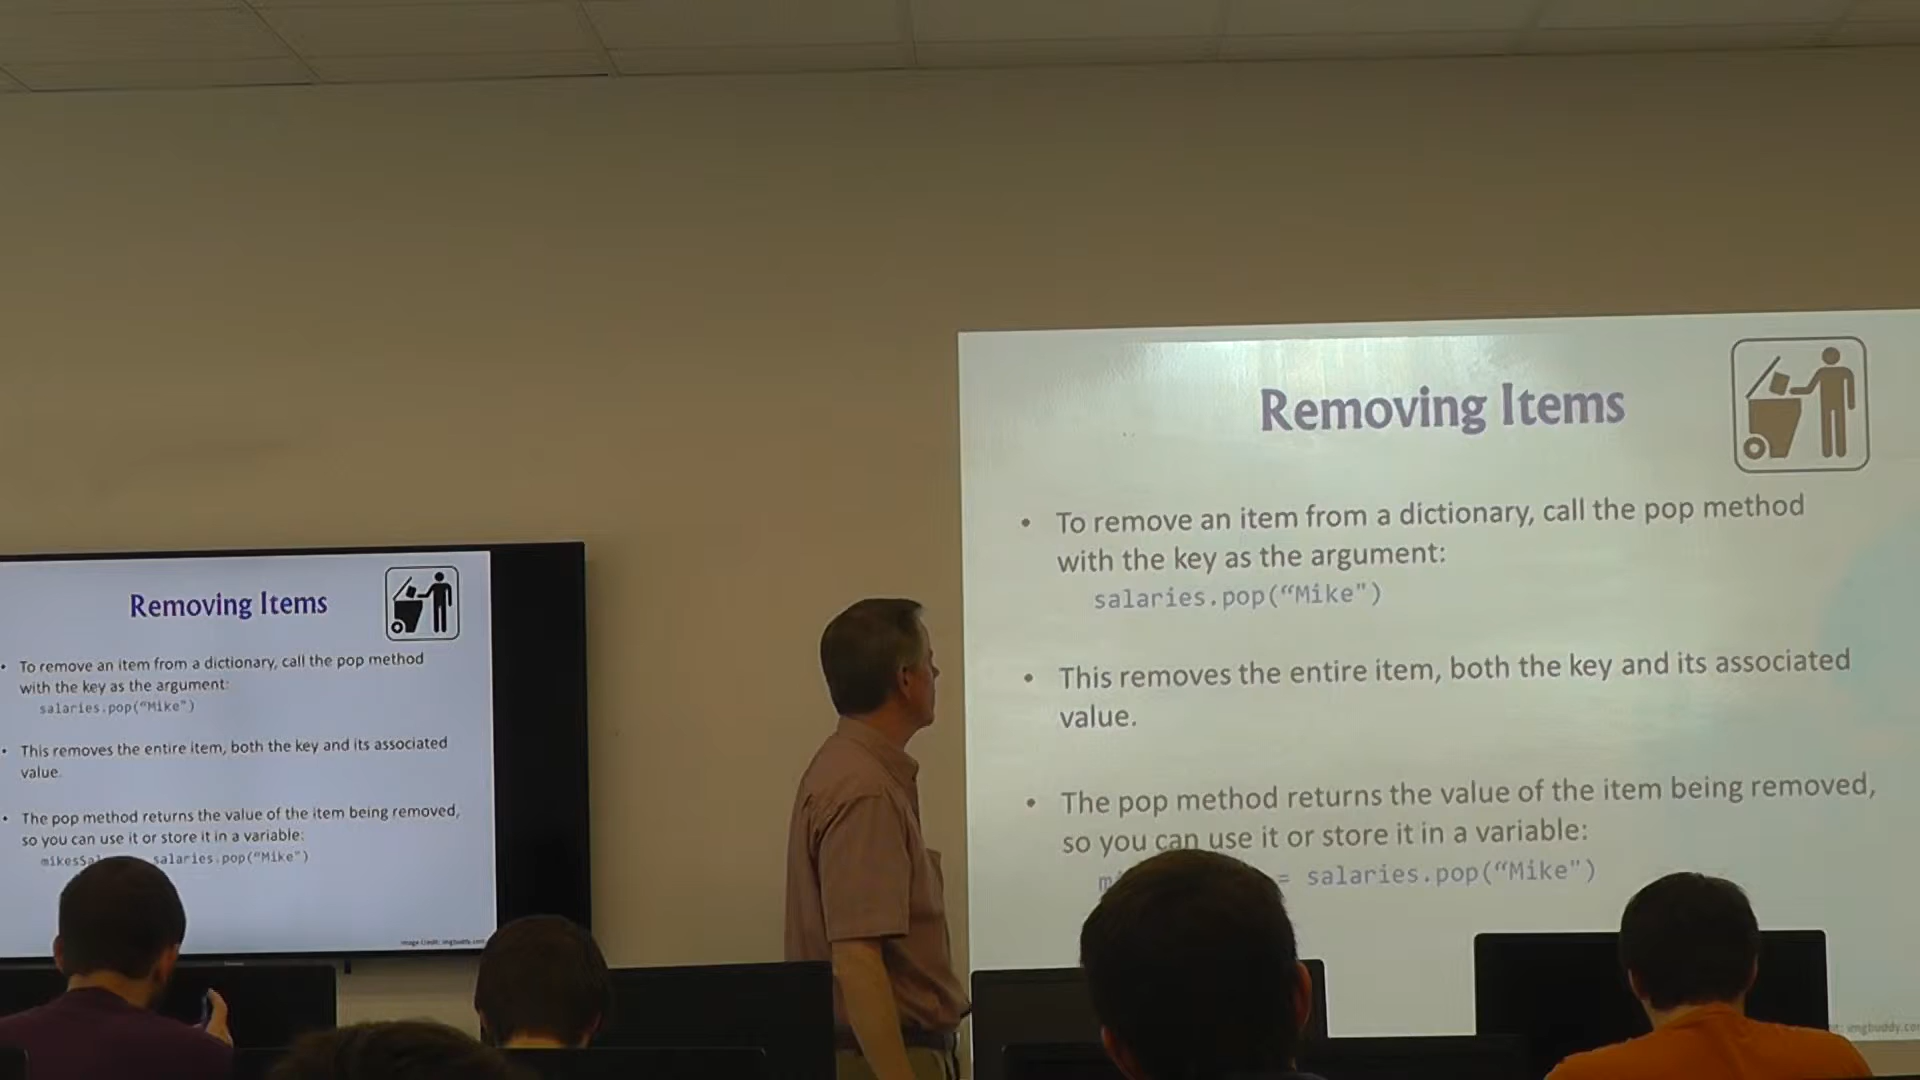 Removing Items
• To remove an item from a dictionary, call the pop method
with the key as the argument:
salaries.pop(“Mike")
• This removes the entire item, both the key and its associated
value.
• The pop method returns the value of the item being removed,
so you can use it or store it in a variable:
salaries.pop("Mike")
Image Credit: imgbuddy.com
Removing Items
• To remove an item from a dictionary, call the pop method
with the key as the argument:
salaries.pop(“Mike")
• This removes the entire item, both the key and its associated
value.
• The pop method returns the value of the item being removed,
so you can use it or store it in a variable:
= salaries.pop(“Mike")